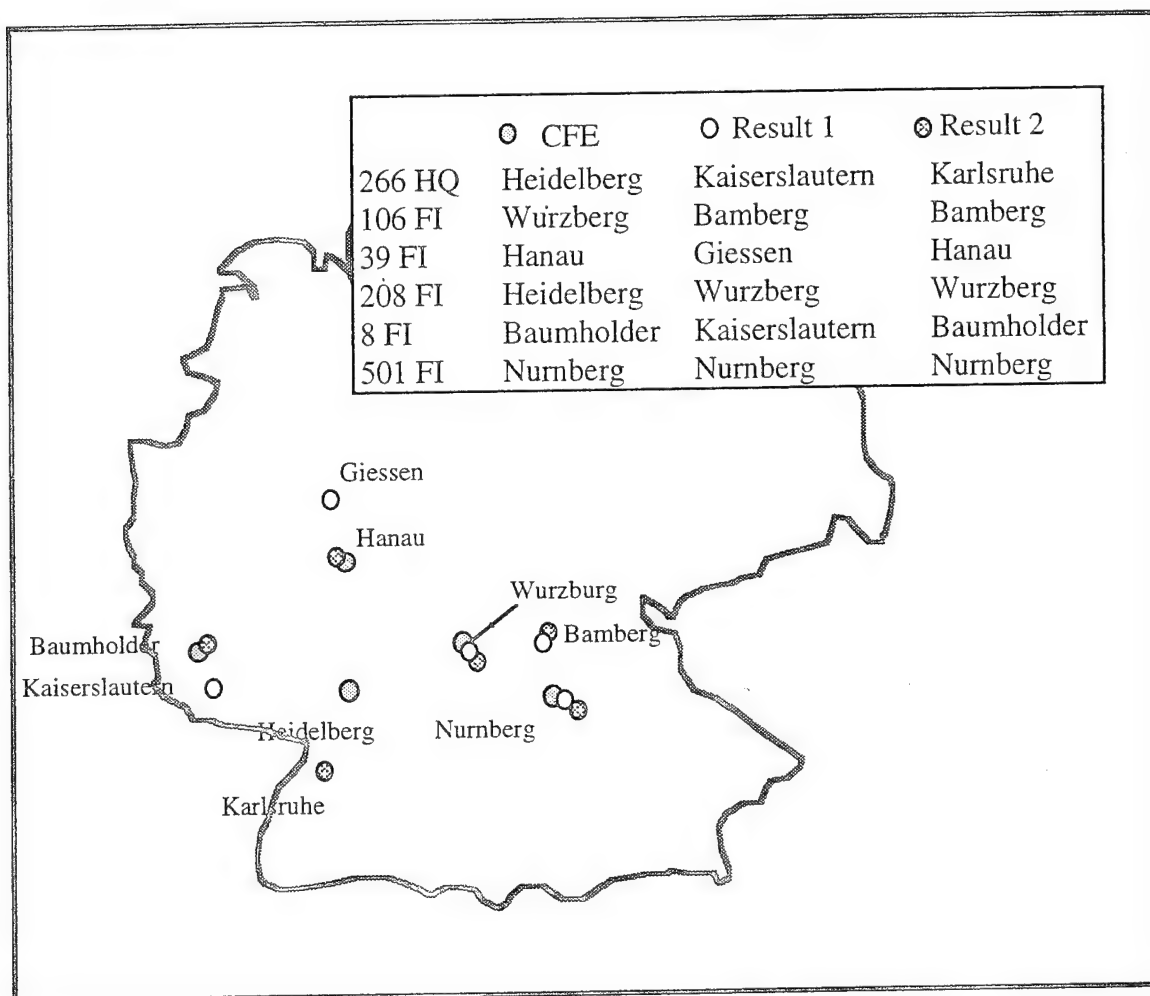 CFE Result 1 Result 2
266 HQ Heidelberg Kaiserslautern Karlsruhe
106 FI Wurzberg Bamberg Bamberg
39 FI Hanau Giessen Hanau
208 FI Heidelberg Wurzberg Wurzberg
8 FI Baumholder Kaiserslautern Baumholder
501 FI Nurnberg Nurnberg Nurnberg
Giessen
Hanau
Wurzburg
Baumholder
Bamberg
Kaiserslautern
Heidelberg
Nurnberg
Karlsruhe